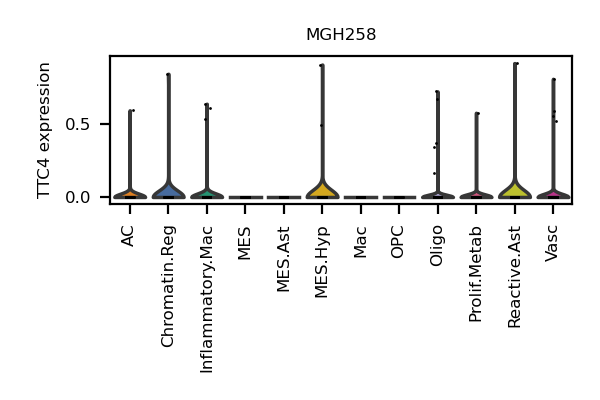 MGH258
TTC4 expression
0.5
0.0
AC
Chromatin.Reg
Inflammatory.Mac
MES
MES.Ast
MES.Hyp
Mac
OPC
Oligo
Prolif.Metab
Reactive.Ast
Vasc